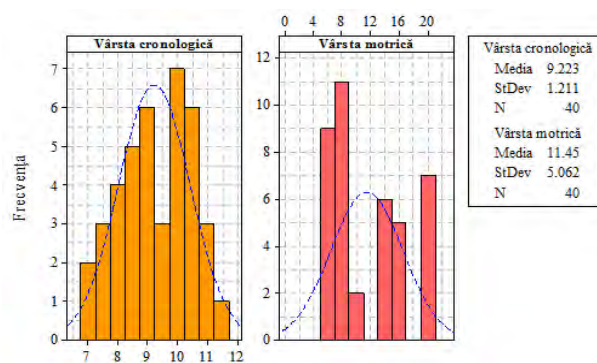 0 4 8 12 16 20
Vârsta cronologică
Vârsta motrică
7
6
5
4
3
2
1
0
Frecvența
7 8 9 10 11 12
12
10
8
6
4
2
0
Vârsta cronologică
Media 9.223
StDev 1.211
N 40
Vârsta motrică
Media 11.45
StDev 5.062
N 40